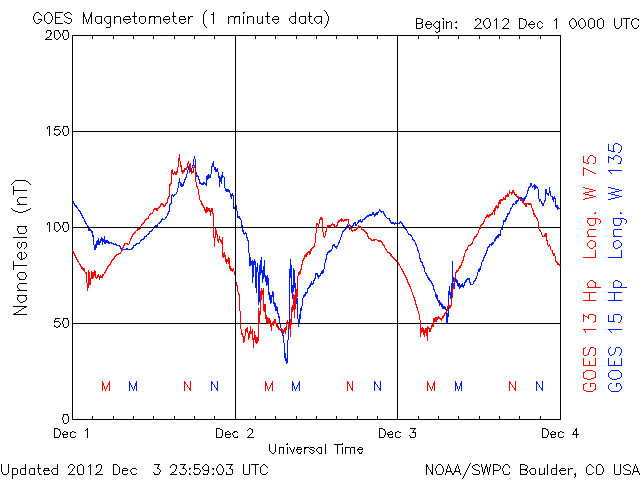 GOES Magnetometer (1 minute data)
Begin: 2012 Dec 1 0000 UTC
200
150
100
50
0
NanoTesla (nT)
M M N N M M N N M M N N
Dec 1 Dec 2 Dec 3 Dec 4
Universal Time
GOES 13 Hp Long. W 75
GOES 15 Hp Long. W 135
Updated 2012 Dec 3 23:59:03 UTC
NOAA/SWPC Boulder, CO USA